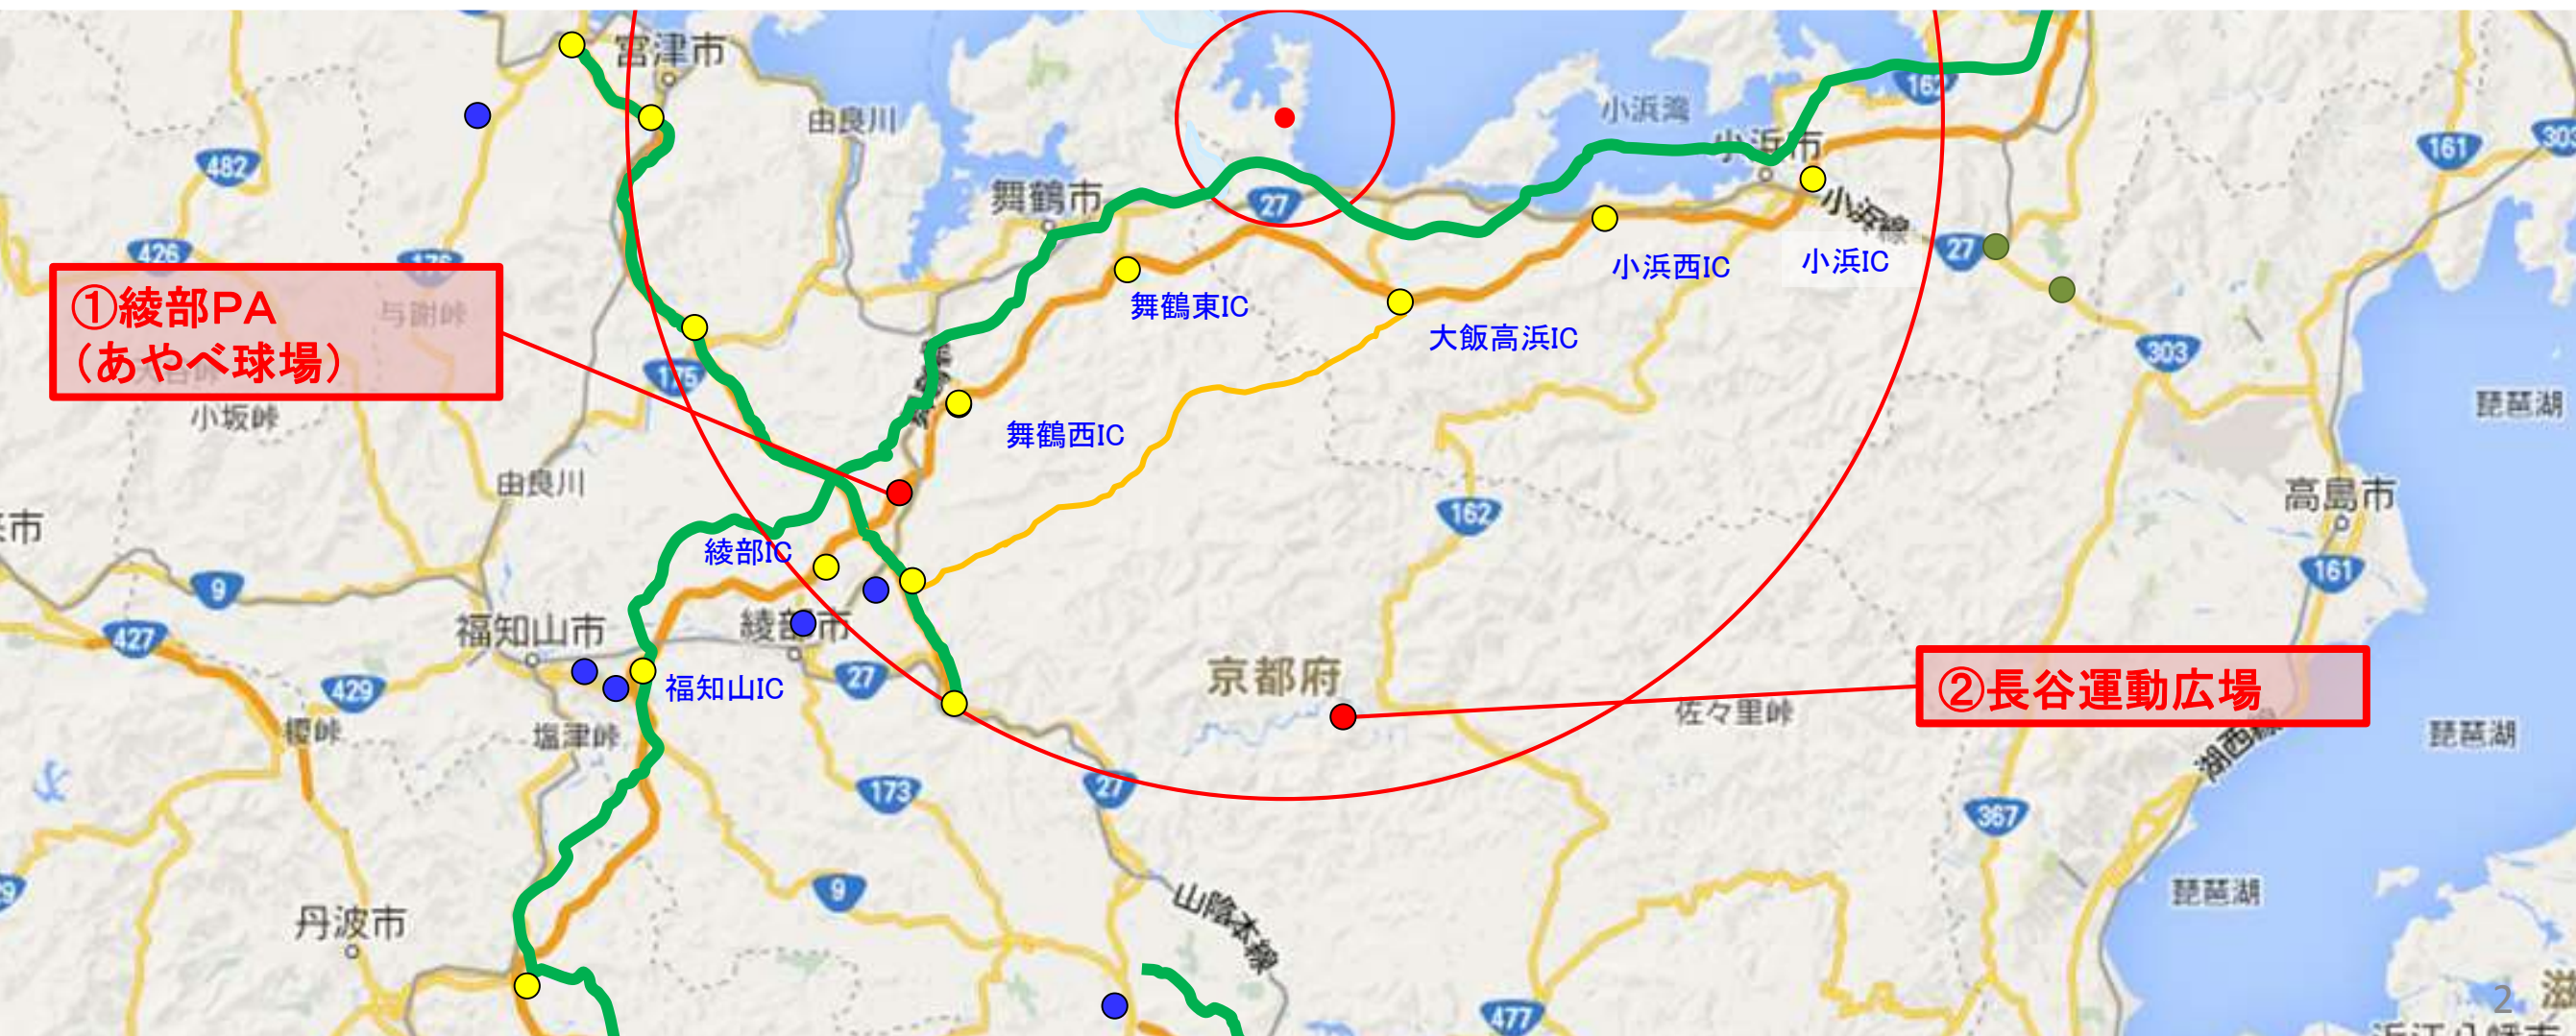 宮津市
162
小浜湾
由良川
161
小浜市
482
舞鶴市
27
小浜線
426
176
27
小浜西IC
小浜IC
①綾部PA
(あやべ球場)
与謝峠
舞鶴東IC
大飯高浜IC
303
175
小坂峠
琵琶湖
舞鶴西IC
由良川
162
高島市
綾部IC
9
161
福知山市
綾部市
427
429
福知山IC
27
京都府
②長谷運動広場
榎峠
塩津峠
佐々里峠
琵琶湖
湖西線
173
27
367
9
琵琶湖
丹波市
山陰本線
477
2